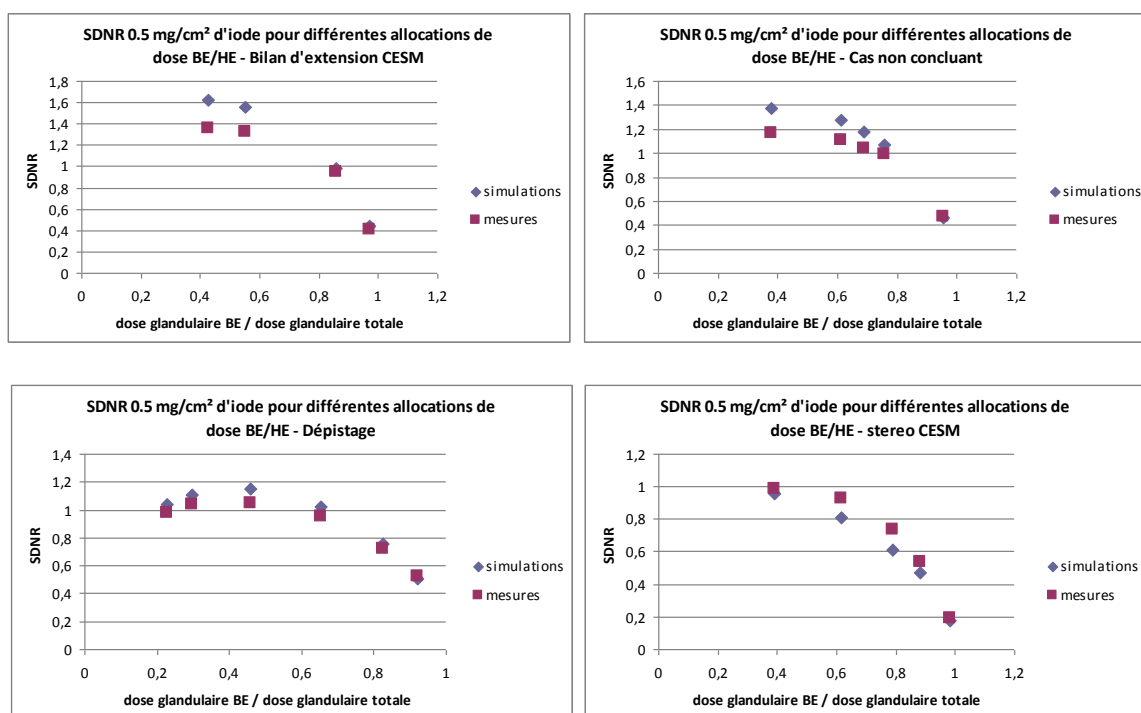 SDNR 0.5 mg/cm² d'iode pour différentes allocations de
dose BE/HE - Bilan d'extension CESM
1,8
1,6
1,4
1,2
1
0,8
0,6
0,4
0,2
0
SDNR
0 0,2 0,4 0,6 0,8 1 1,2
dose glandulaire BE / dose glandulaire totale
simulations
mesures
SDNR 0.5 mg/cm² d'iode pour différentes allocations de
dose BE/HE - Cas non concluant
1,6
1,4
1,2
1
0,8
0,6
0,4
0,2
0
SDNR
0 0,2 0,4 0,6 0,8 1 1,2
dose glandulaire BE / dose glandulaire totale
simulations
mesures
SDNR 0.5 mg/cm² d'iode pour différentes allocations de
dose BE/HE - Dépistage
1,4
1,2
1
0,8
0,6
0,4
0,2
0
SDNR
0 0,2 0,4 0,6 0,8 1
dose glandulaire BE / dose glandulaire totale
simulations
mesures
SDNR 0.5 mg/cm² d'iode pour différentes allocations de
dose BE/HE - stereo CESM
1,2
1
0,8
0,6
0,4
0,2
0
SDNR
0 0,2 0,4 0,6 0,8 1 1,2
dose glandulaire BE / dose glandulaire totale
simulations
mesures